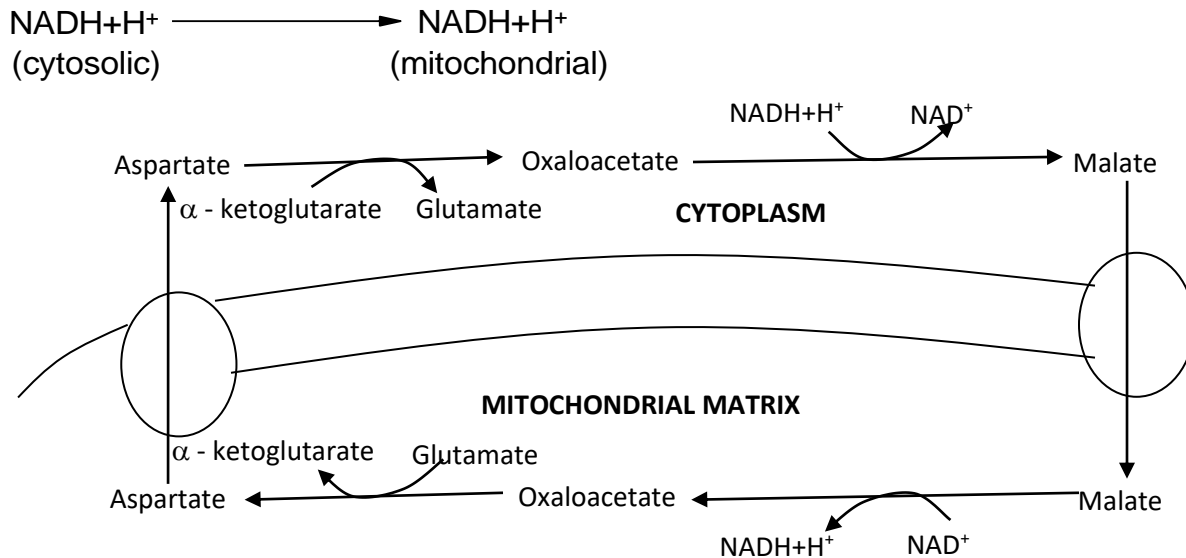 NADH+H⁺ NADH+H⁺
(cytosolic) (mitochondrial)
NADH+H⁺ NAD⁺
Aspartate Oxaloacetate Malate
α - ketoglutarate Glutamate
CYTOPLASM
MITOCHONDRIAL MATRIX
α - ketoglutarate Glutamate
Aspartate Oxaloacetate Malate
NADH+H⁺ NAD⁺